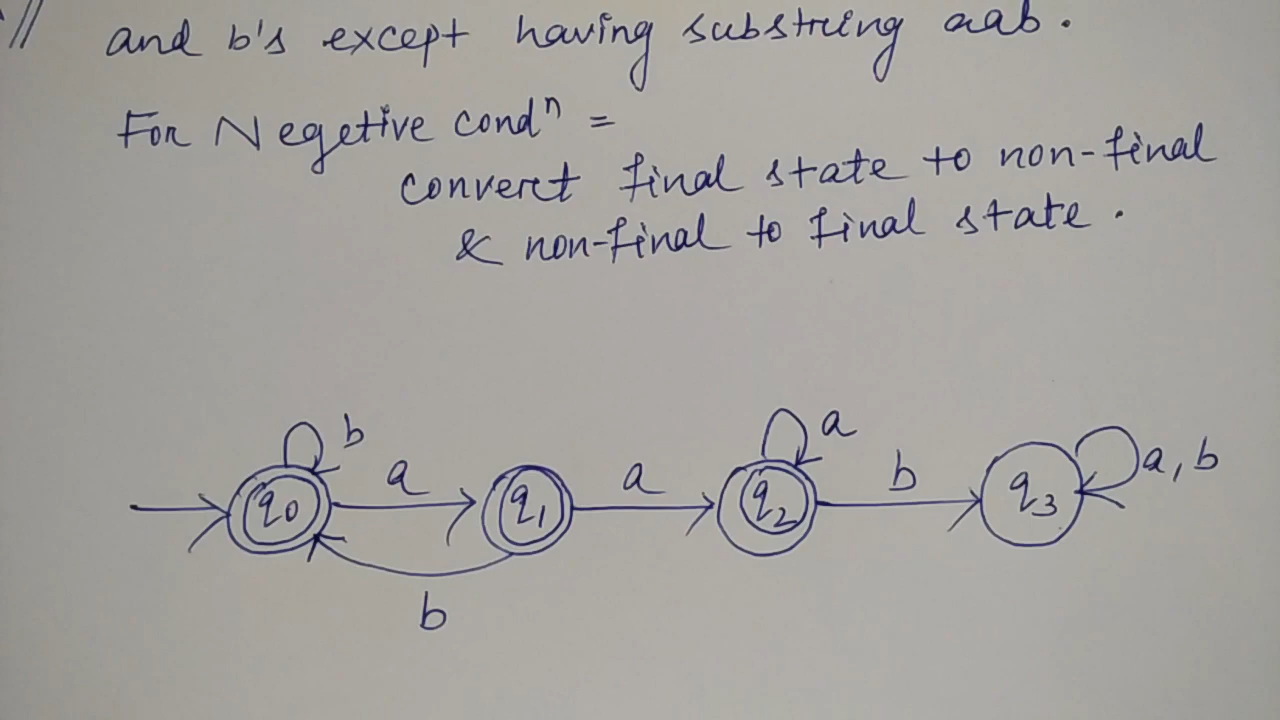 and b's except having substring aab.
For Negetive condⁿ =
convert final state to non-final
& non-final to final state.
b a a a b a, b
q0 q1 q2 q3
b